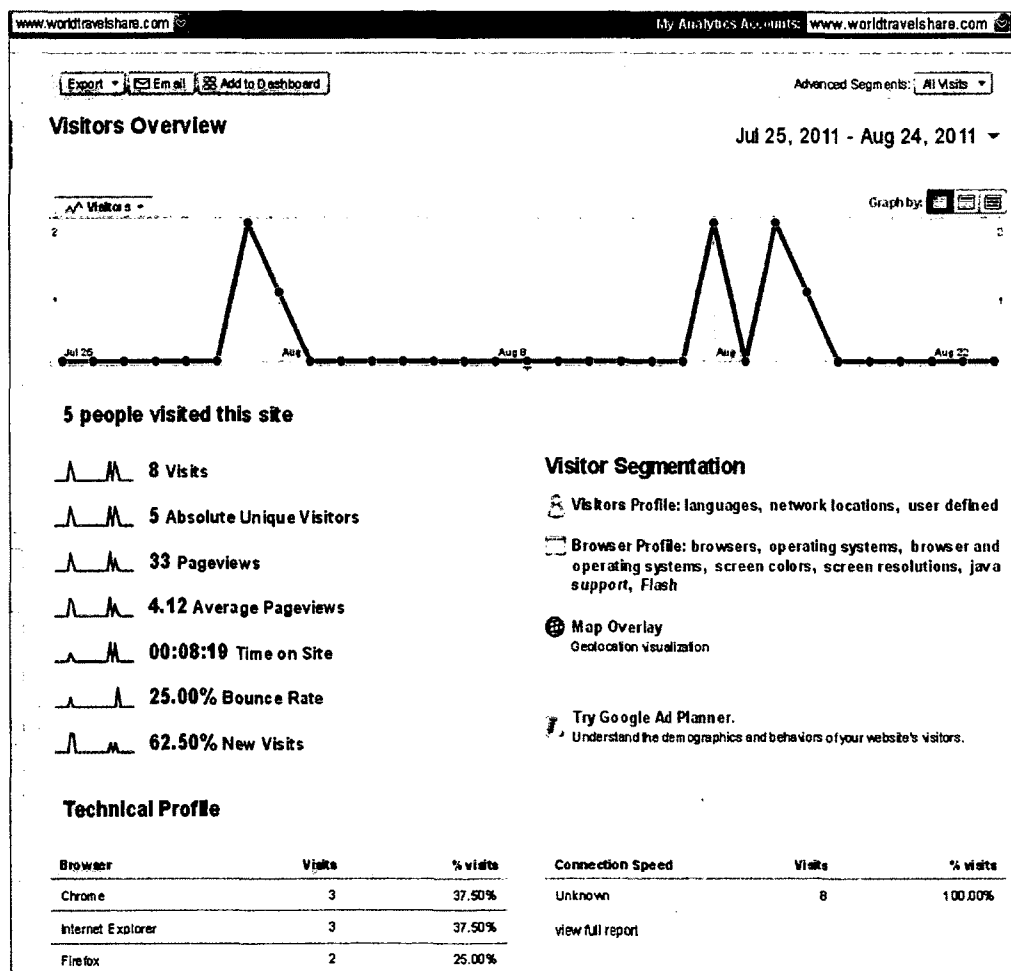 www.worldtravelshare.com My Analytics Accounts: www.worldtravelshare.com
Export Email Add to Dashboard Advanced Segments: All Visits
Visitors Overview
Jul 25, 2011 - Aug 24, 2011
Visitors Graph by:
2 2
1 1
Jul 25 Aug Aug 8 Aug Aug 22
5 people visited this site
8 Visits
5 Absolute Unique Visitors
33 Pageviews
4.12 Average Pageviews
00:08:19 Time on Site
25.00% Bounce Rate
62.50% New Visits
Visitor Segmentation
Visitors Profile: languages, network locations, user defined
Browser Profile: browsers, operating systems, browser and
operating systems, screen colors, screen resolutions, java
support, Flash
Map Overlay
Geolocation visualization
Try Google Ad Planner.
Understand the demographics and behaviors of your website's visitors.
Technical Profile
Browser Visits % visits
Chrome 3 37.50%
Internet Explorer 3 37.50%
Firefox 2 25.00%
Connection Speed Visits % visits
Unknown 8 100.00%
view full report